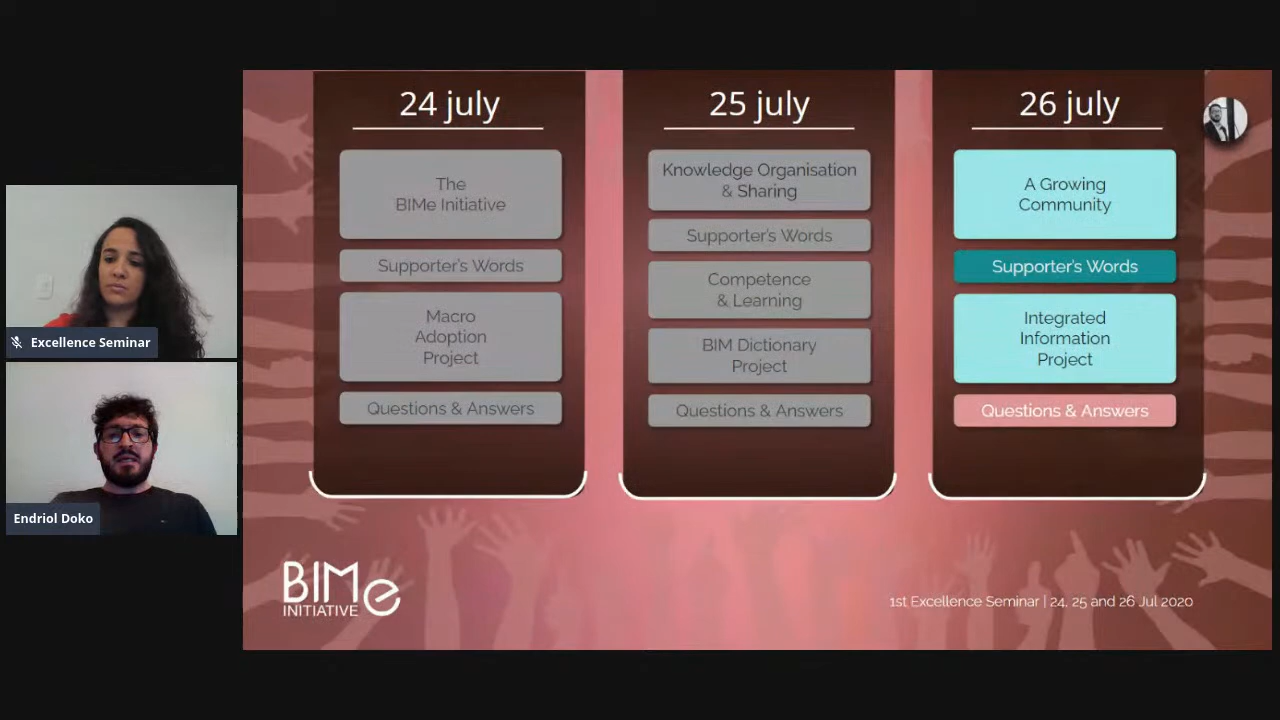 24 july
The
BIMe Initiative
Supporter's Words
Macro
Adoption
Project
Questions & Answers
25 july
Knowledge Organisation
& Sharing
Supporter's Words
Competence
& Learning
BIM Dictionary
Project
Questions & Answers
26 july
A Growing
Community
Supporter's Words
Integrated
Information
Project
Questions & Answers
Excellence Seminar
Endriol Doko
BIMe
INITIATIVE
1st Excellence Seminar | 24, 25 and 26 Jul 2020